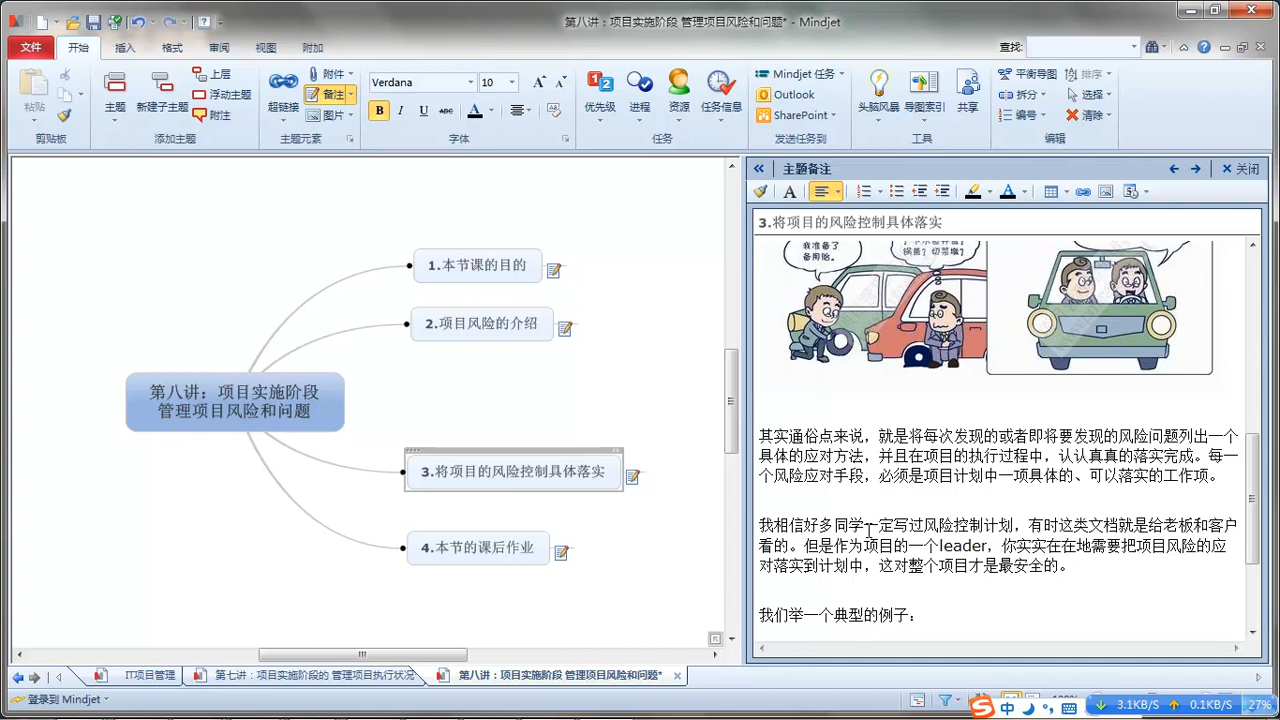 第八讲：项目实施阶段 管理项目风险和问题* - Mindjet
文件 开始 插入 格式 审阅 视图 附加 查找:
粘贴
剪贴板
主题 新建子主题 上层 浮动主题 附注
添加主题
超链接 附件 备注 图片
主题元素
Verdana 10
B I U abc A
字体
优先级 进程 资源 任务信息
任务
Mindjet 任务
Outlook
SharePoint
发送任务到
头脑风暴 导图索引 共享
工具
平衡导图 排序
拆分 选择
编号 清除
编辑
第八讲：项目实施阶段
管理项目风险和问题
1.本节课的目的
2.项目风险的介绍
3.将项目的风险控制具体落实
4.本节的课后作业
主题备注 关闭
3.将项目的风险控制具体落实
我准备了
备用胎。
锅盖？切菜墩？
其实通俗点来说，就是将每次发现的或者即将要发现的风险问题列出一个
具体的应对方法，并且在项目的执行过程中，认认真真的落实完成。每一
个风险应对手段，必须是项目计划中一项具体的、可以落实的工作项。
我相信好多同学一定写过风险控制计划，有时这类文档就是给老板和客户
看的。但是作为项目的一个leader，你实实在在地需要把项目风险的应
对落实到计划中，这对整个项目才是最安全的。
我们举一个典型的例子：
IT项目管理 第七讲：项目实施阶段的 管理项目执行状况 第八讲：项目实施阶段 管理项目风险和问题*
登录到 Mindjet
中 3.1KB/S 0.1KB/S 27%